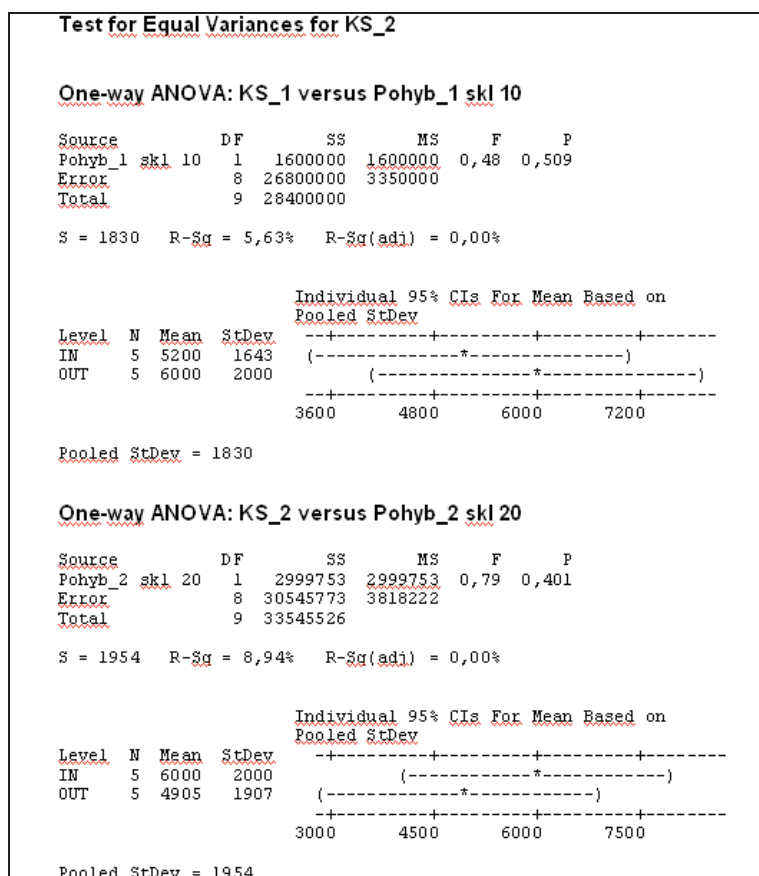 Test for Equal Variances for KS_2
One-way ANOVA: KS_1 versus Pohyb_1 skl 10
Source DF SS MS F P
Pohyb_1 skl 10 1 1600000 1600000 0,48 0,509
Error 8 26800000 3350000
Total 9 28400000
S = 1830 R-Sq = 5,63% R-Sq(adj) = 0,00%
Individual 95% CIs For Mean Based on
Pooled StDev
Level N Mean StDev --+---------+---------+---------+-------
IN 5 5200 1643 (--------------*---------------)
OUT 5 6000 2000 (---------------*---------------)
--+---------+---------+---------+-------
3600 4800 6000 7200
Pooled StDev = 1830
One-way ANOVA: KS_2 versus Pohyb_2 skl 20
Source DF SS MS F P
Pohyb_2 skl 20 1 2999753 2999753 0,79 0,401
Error 8 30545773 3818222
Total 9 33545526
S = 1954 R-Sq = 8,94% R-Sq(adj) = 0,00%
Individual 95% CIs For Mean Based on
Pooled StDev
Level N Mean StDev -+---------+---------+---------+--------
IN 5 6000 2000 (------------*------------)
OUT 5 4905 1907 (-------------*------------)
-+---------+---------+---------+--------
3000 4500 6000 7500
Pooled StDev = 1954